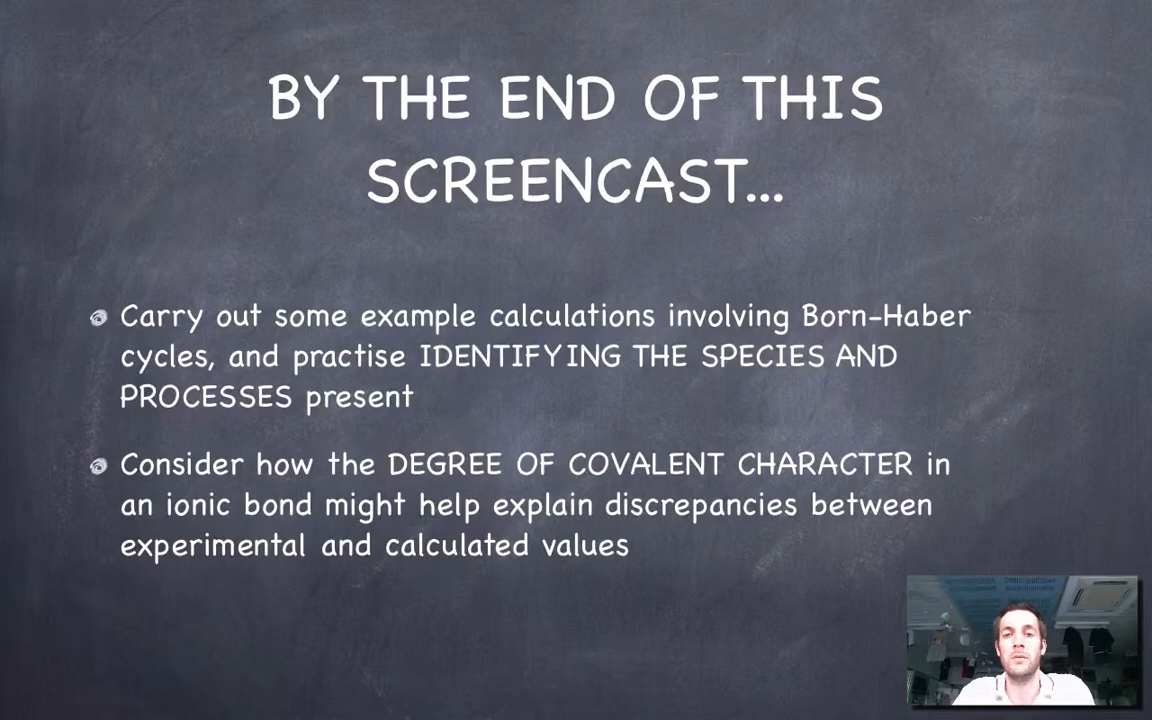 BY THE END OF THIS
SCREENCAST...
Carry out some example calculations involving Born-Haber
cycles, and practise IDENTIFYING THE SPECIES AND
PROCESSES present
Consider how the DEGREE OF COVALENT CHARACTER in
an ionic bond might help explain discrepancies between
experimental and calculated values